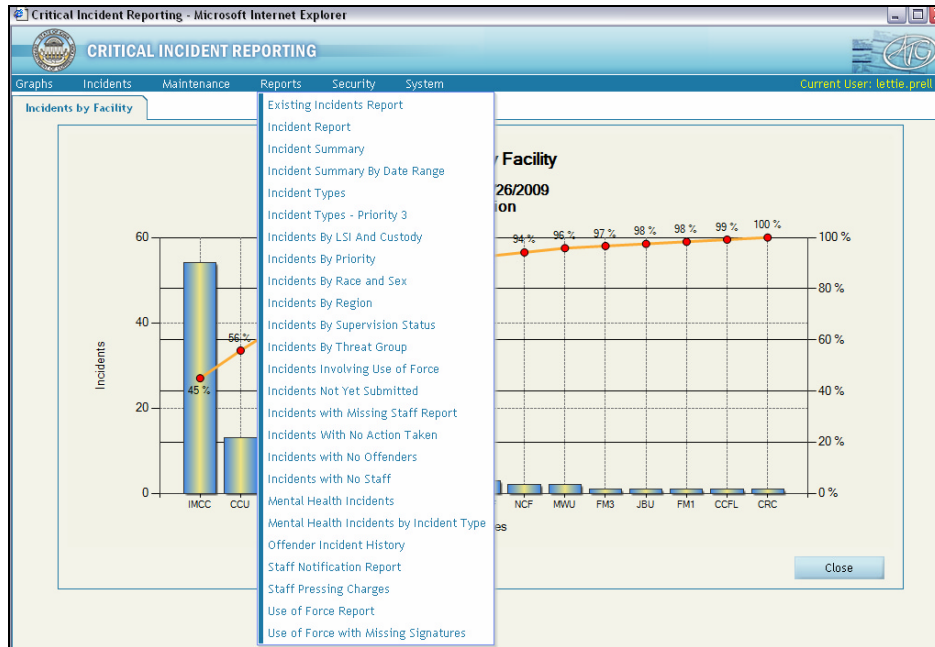 Critical Incident Reporting - Microsoft Internet Explorer
CRITICAL INCIDENT REPORTING
Graphs Incidents Maintenance Reports Security System Current User: lettie.prell
Incidents by Facility
Existing Incidents Report
Incident Report
Incident Summary
Incident Summary By Date Range
Incident Types
Incident Types - Priority 3
Incidents By LSI And Custody
Incidents By Priority
Incidents By Race and Sex
Incidents By Region
Incidents By Supervision Status
Incidents By Threat Group
Incidents Involving Use of Force
Incidents Not Yet Submitted
Incidents with Missing Staff Report
Incidents With No Action Taken
Incidents with No Offenders
Incidents with No Staff
Mental Health Incidents
Mental Health Incidents by Incident Type
Offender Incident History
Staff Notification Report
Staff Pressing Charges
Use of Force Report
Use of Force with Missing Signatures
Facility
26/2009
60
40
20
0
Incidents
45 %
56 %
94 %
96 %
97 %
98 %
98 %
99 %
100 %
100 %
80 %
60 %
40 %
20 %
0 %
IMCC CCU NCF MWU FM3 JBU FM1 CCFL CRC
Close